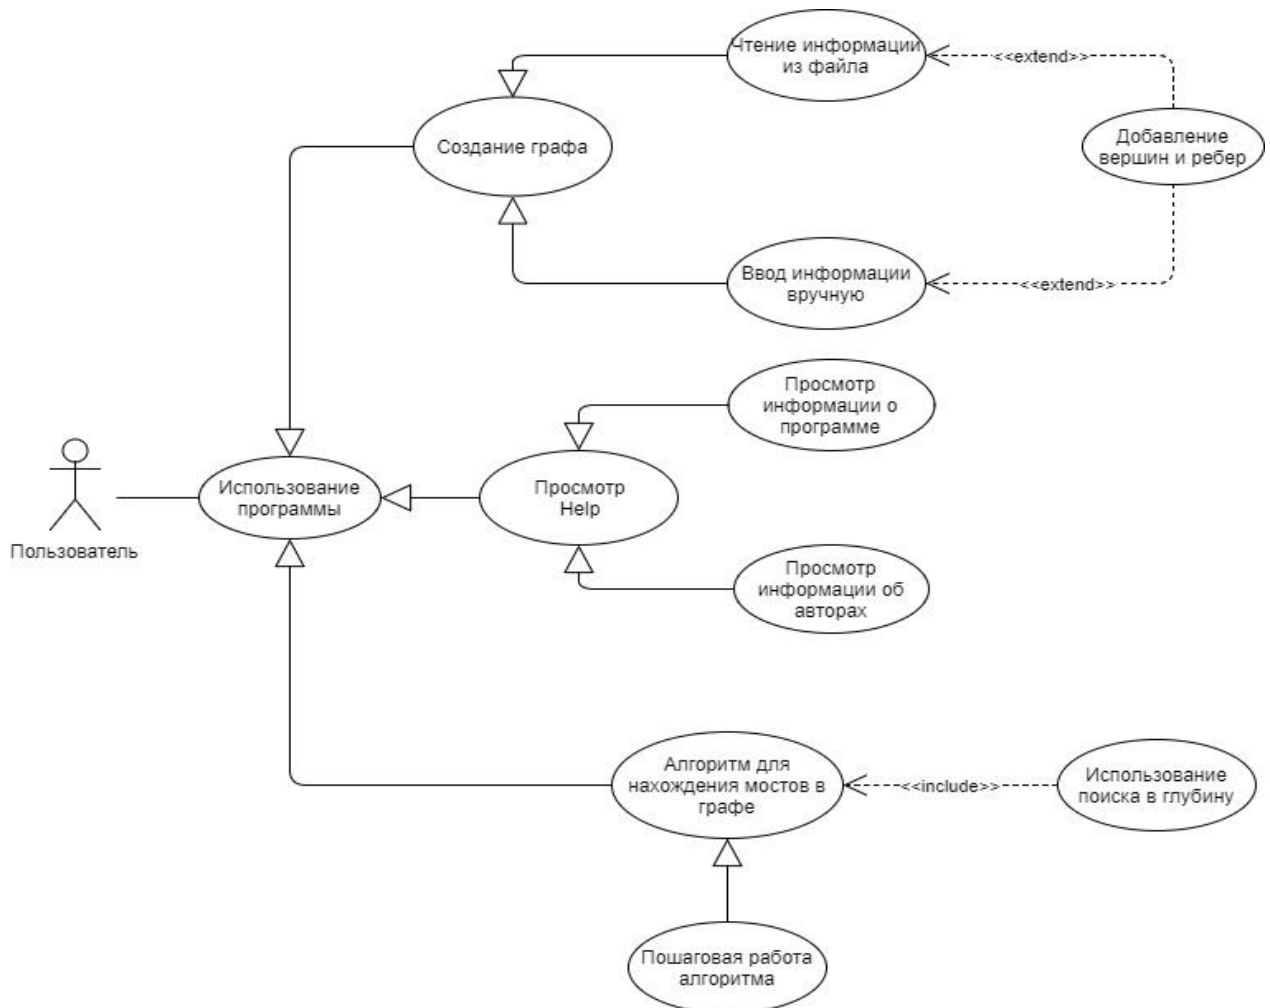 Чтение информации
из файла
<<extend>>
Добавление
вершин и ребер
Создание графа
Ввод информации
вручную
<<extend>>
Просмотр
информации о
программе
Использование
программы
Просмотр
Help
Пользователь
Просмотр
информации об
авторах
Алгоритм для
нахождения мостов в
графе
<<include>>
Использование
поиска в глубину
Пошаговая работа
алгоритма